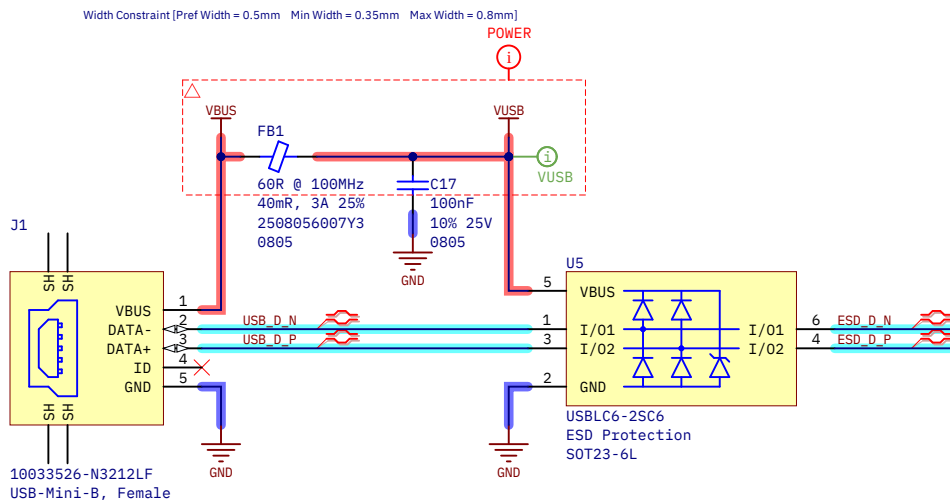 Width Constraint [Pref Width = 0.5mm Min Width = 0.35mm Max Width = 0.8mm]
POWER
i
VBUS
VUSB
FB1
i
VUSB
60R @ 100MHz
40mR, 3A 25%
2508056007Y3
0805
C17
100nF
10% 25V
0805
GND
J1
SH
SH
VBUS
1
DATA-
2
DATA+
3
ID
4
GND
5
SH
SH
USB_D_N
USB_D_P
GND
10033526-N3212LF
USB-Mini-B, Female
U5
5
VBUS
1
I/O1
3
I/O2
2
GND
I/O1
6
I/O2
4
ESD_D_N
ESD_D_P
GND
USBLC6-2SC6
ESD Protection
SOT23-6L